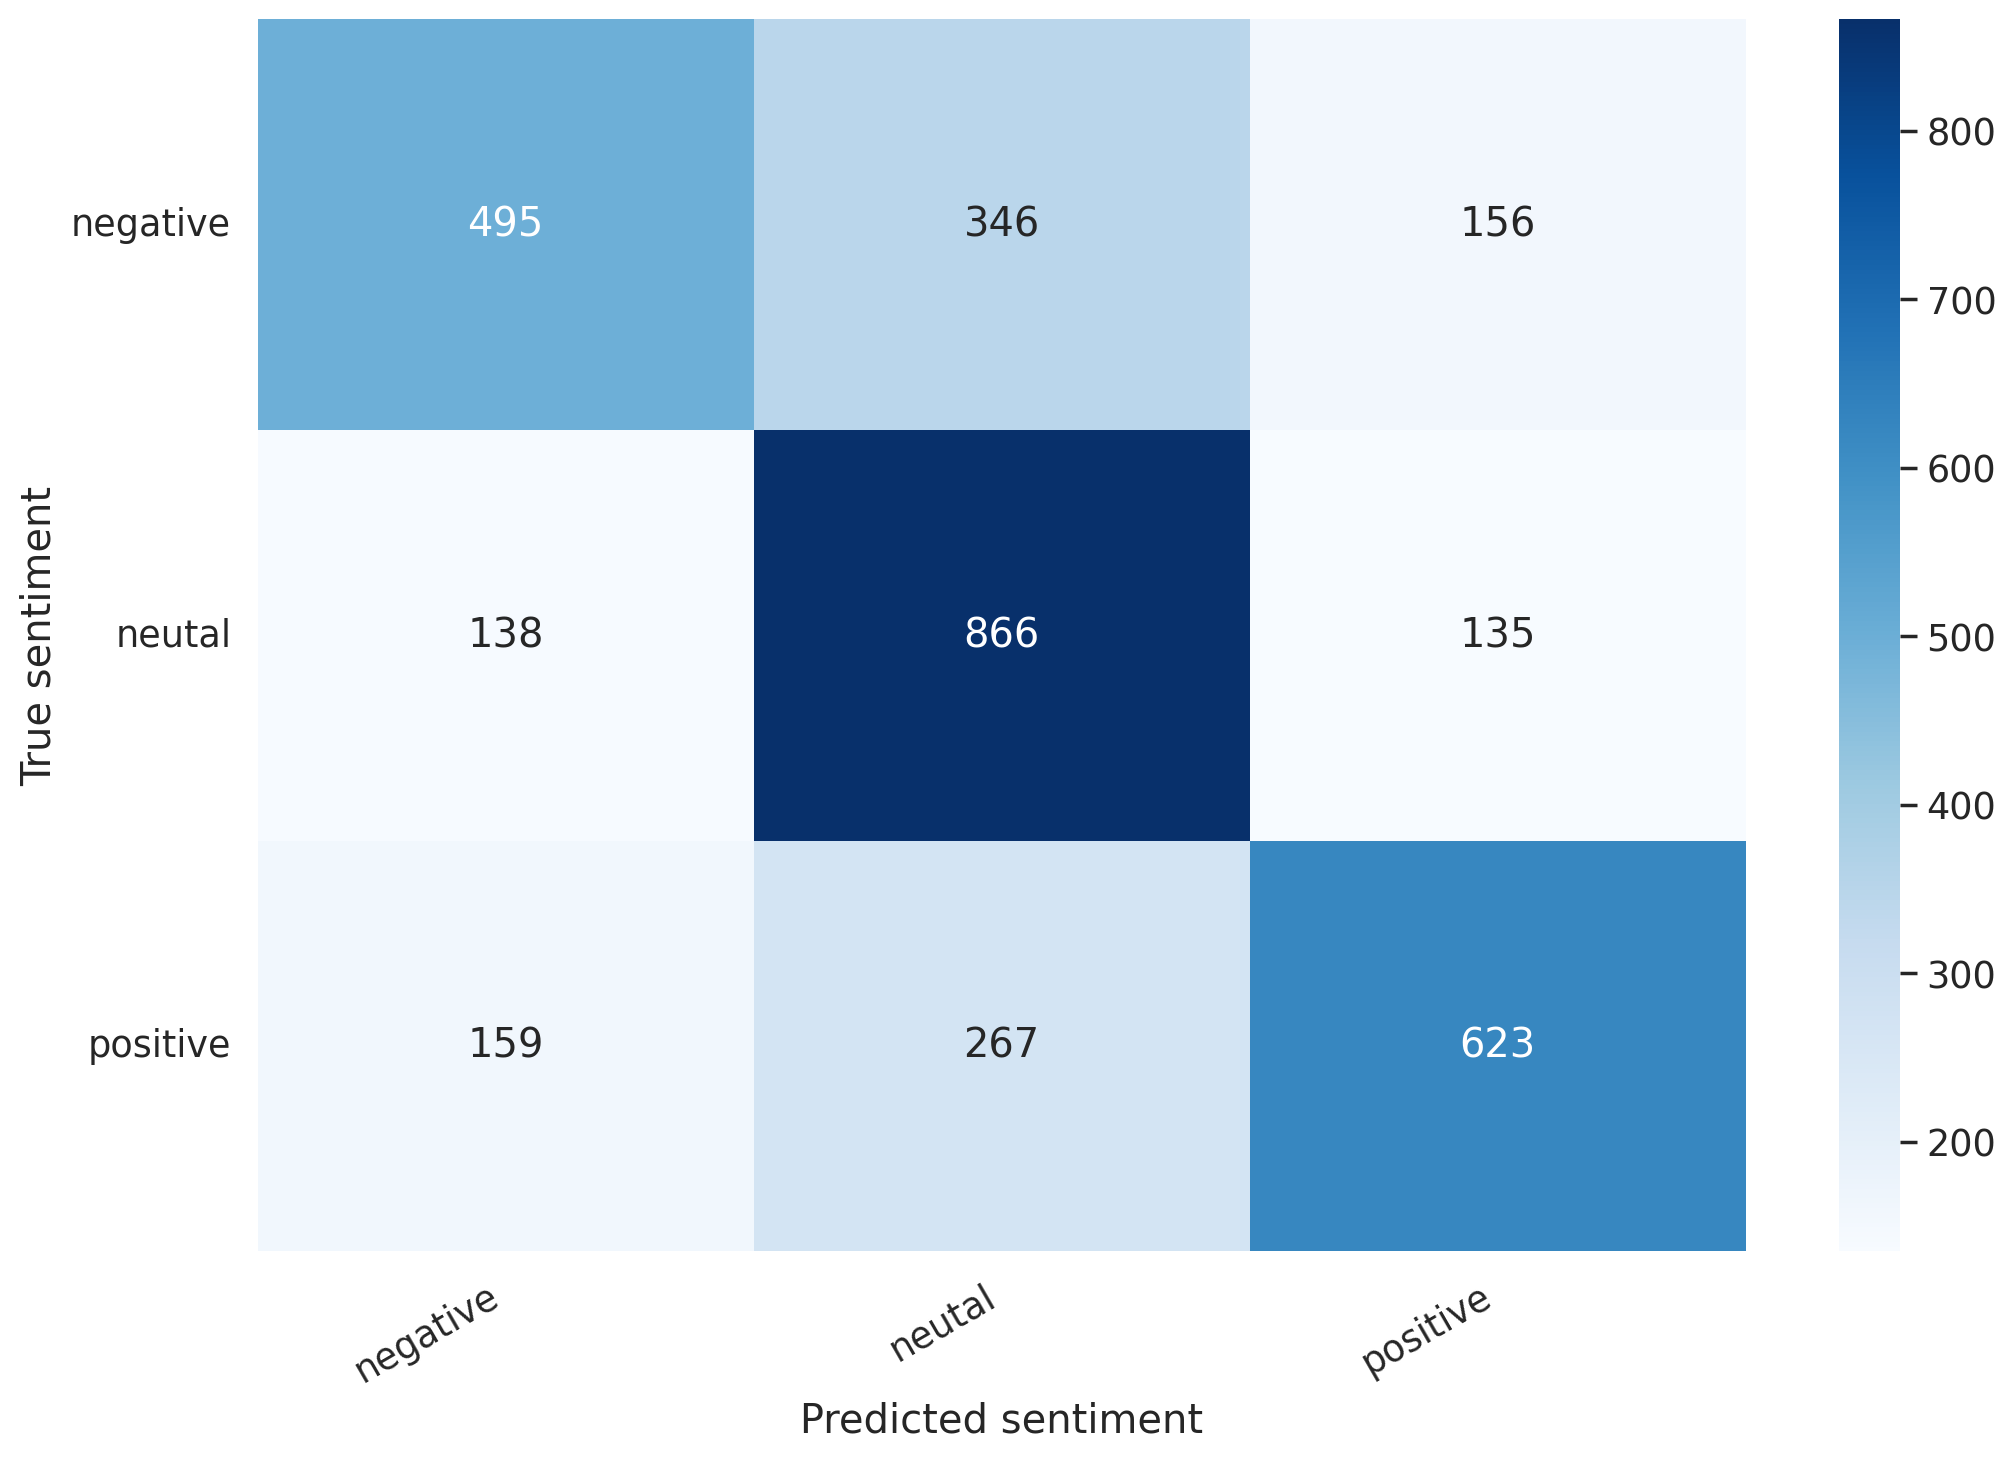 800
negative 495 346 156
700
600
True sentiment
neutal 138 866 135
500
400
300
positive 159 267 623
200
negative neutal positive
Predicted sentiment